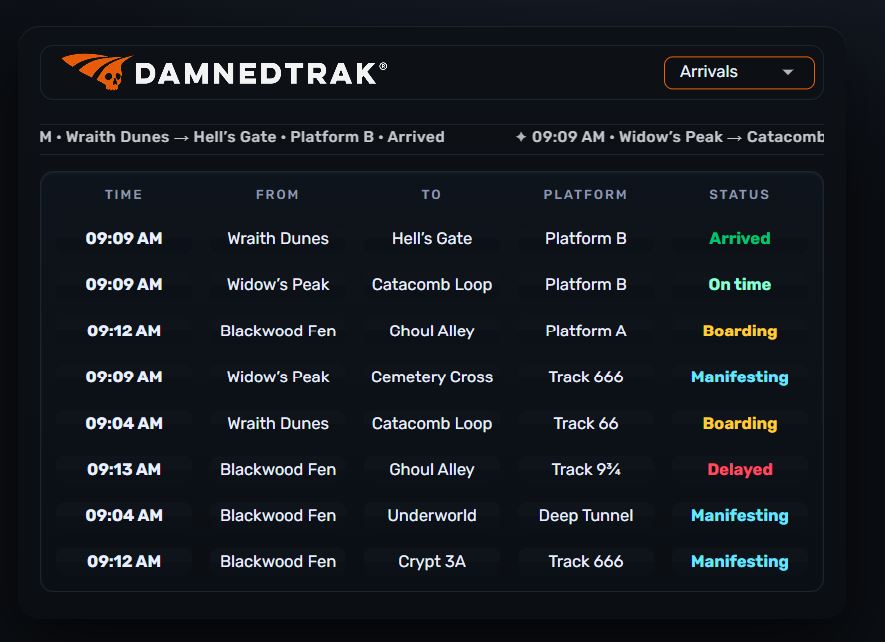 DAMNEDTRAK®
Arrivals
M • Wraith Dunes → Hell’s Gate • Platform B • Arrived ✦ 09:09 AM • Widow’s Peak → Catacomb
TIME FROM TO PLATFORM STATUS
09:09 AM Wraith Dunes Hell’s Gate Platform B Arrived
09:09 AM Widow’s Peak Catacomb Loop Platform B On time
09:12 AM Blackwood Fen Ghoul Alley Platform A Boarding
09:09 AM Widow’s Peak Cemetery Cross Track 666 Manifesting
09:04 AM Wraith Dunes Catacomb Loop Track 66 Boarding
09:13 AM Blackwood Fen Ghoul Alley Track 9¾ Delayed
09:04 AM Blackwood Fen Underworld Deep Tunnel Manifesting
09:12 AM Blackwood Fen Crypt 3A Track 666 Manifesting